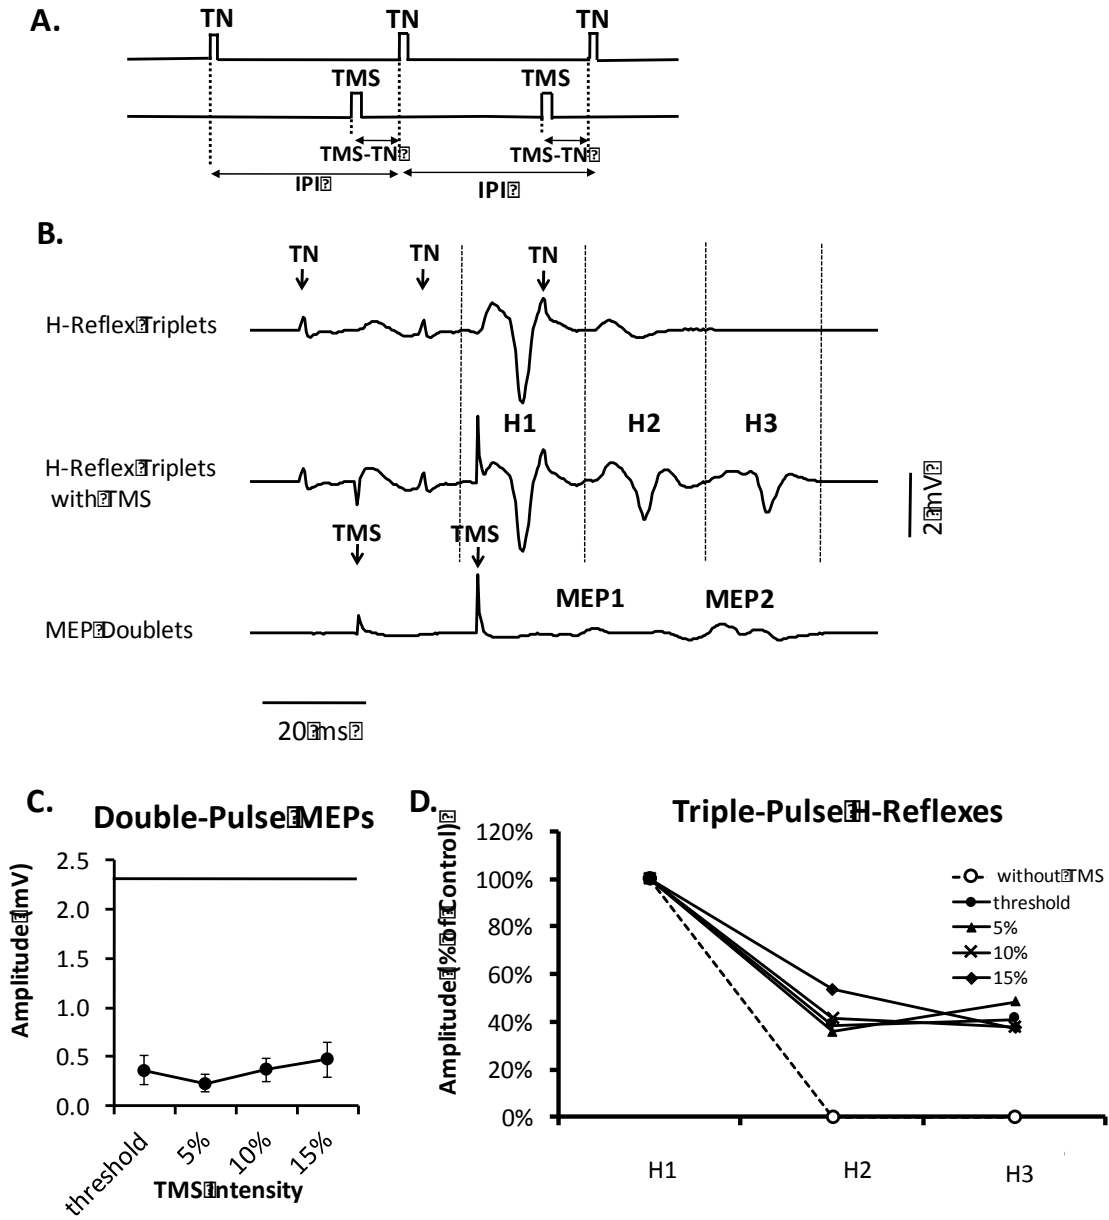 A.
TN TN TN
TMS TMS
TMS-TN⍰ TMS-TN⍰
IPI⍰ IPI⍰
B.
TN TN TN
H-Reflex⍰Triplets
H1 H2 H3
H-Reflex⍰Triplets
with⍰TMS
2⍰mV⍰
TMS TMS
MEP1 MEP2
MEP⍰Doublets
20⍰ms⍰
C.
Double-Pulse⍰MEPs
Amplitude⍰(mV)
2.5
2.0
1.5
1.0
0.5
0.0
threshold 5% 10% 15%
TMS⍰Intensity
D.
Triple-Pulse⍰H-Reflexes
Amplitude⍰(%⍰of⍰Control)⍰
120%
100%
80%
60%
40%
20%
0%
without⍰TMS
threshold
5%
10%
15%
H1 H2 H3